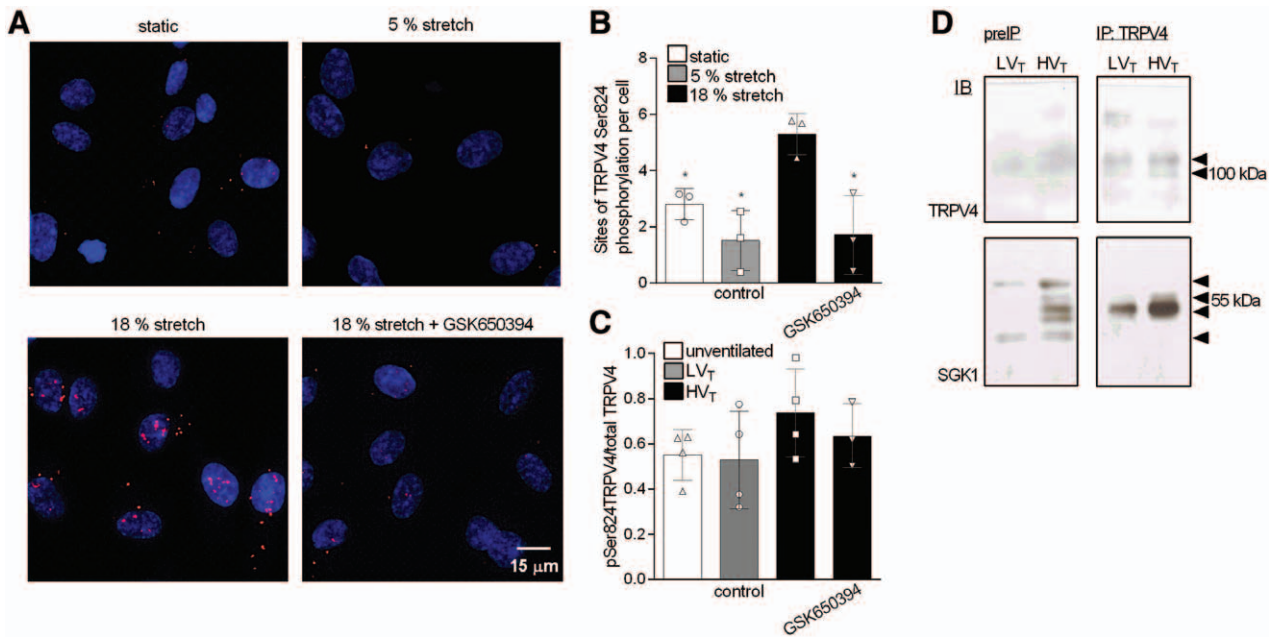 A
static
5 % stretch
18 % stretch
18 % stretch + GSK650394
15 μm
B
static
5 % stretch
18 % stretch
Sites of TRPV4 Ser824
phosphorylation per cell
8
6
4
2
0
*
*
*
control
GSK650394
C
unventilated
LVT
HVT
pSer824TRPV4/total TRPV4
1.0
0.8
0.6
0.4
0.2
0.0
control
GSK650394
D
preIP
IP: TRPV4
LVT HVT
LVT HVT
IB
TRPV4
100 kDa
SGK1
55 kDa